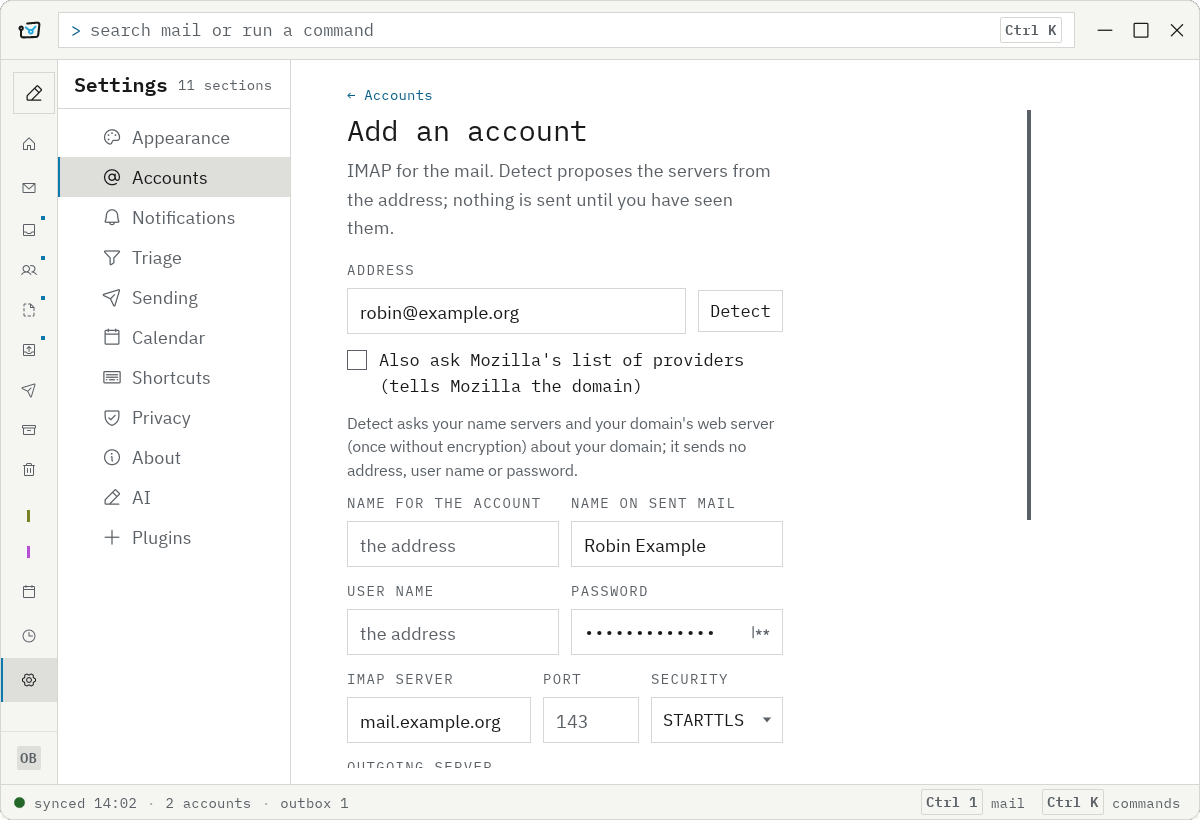 > search mail or run a command Ctrl K
Settings 11 sections
Appearance
Accounts
Notifications
Triage
Sending
Calendar
Shortcuts
Privacy
About
AI
Plugins
OB
← Accounts
Add an account
IMAP for the mail. Detect proposes the servers from
the address; nothing is sent until you have seen
them.
ADDRESS
robin@example.org Detect
Also ask Mozilla's list of providers
(tells Mozilla the domain)
Detect asks your name servers and your domain's web server
(once without encryption) about your domain; it sends no
address, user name or password.
NAME FOR THE ACCOUNT NAME ON SENT MAIL
the address Robin Example
USER NAME PASSWORD
the address ••••••••••••• |**
IMAP SERVER PORT SECURITY
mail.example.org 143 STARTTLS
OUTGOING SERVER
synced 14:02 · 2 accounts · outbox 1 Ctrl 1 mail Ctrl K commands